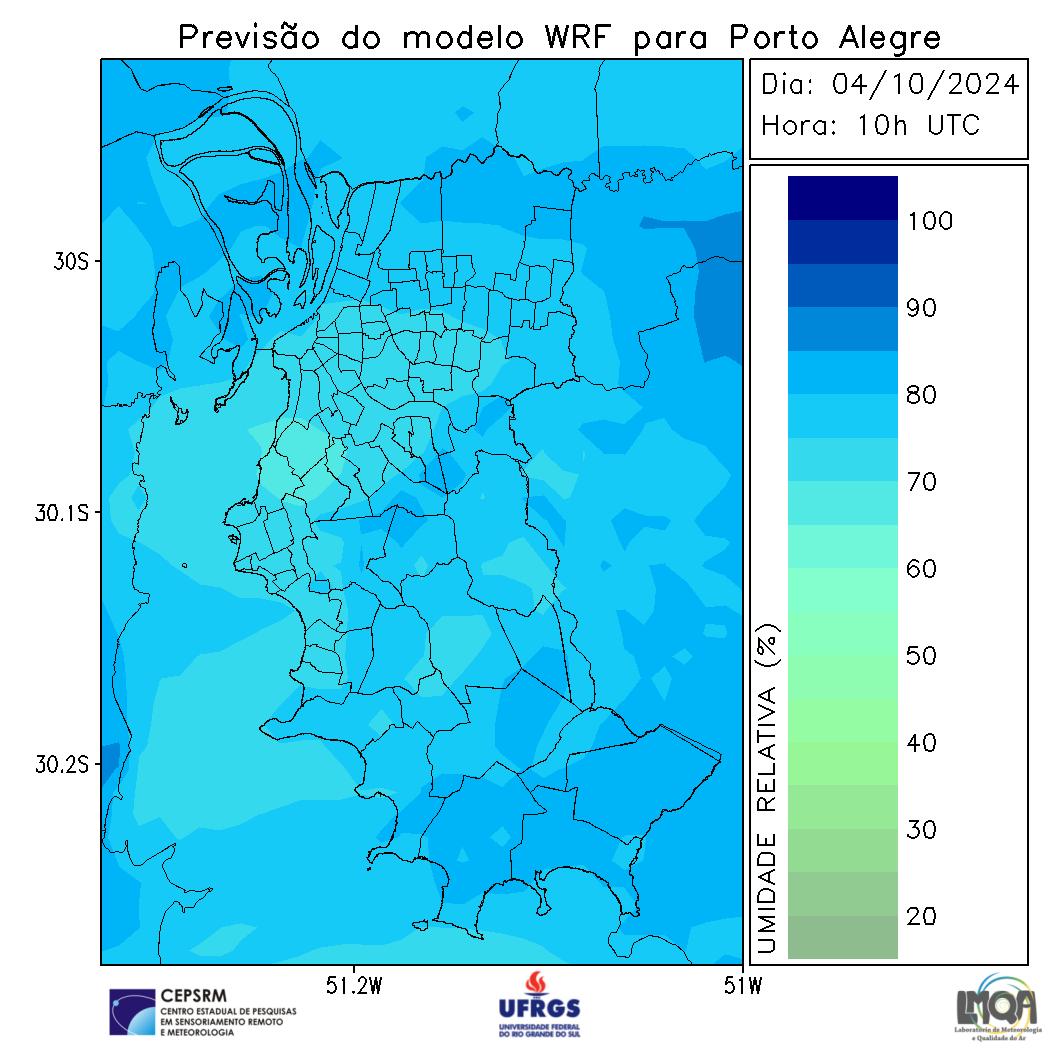 Previsão do modelo WRF para Porto Alegre
Dia: 04/10/2024
Hora: 10h UTC
30S
30.1S
30.2S
51.2W
51W
100
90
80
70
60
50
40
30
20
UMIDADE RELATIVA (%)
CEPSRM
CENTRO ESTADUAL DE PESQUISAS
EM SENSORIAMENTO REMOTO
E METEOROLOGIA
UFRGS
UNIVERSIDADE FEDERAL
DO RIO GRANDE DO SUL
LMQA
Laboratório de Meteorologia
e Qualidade do Ar